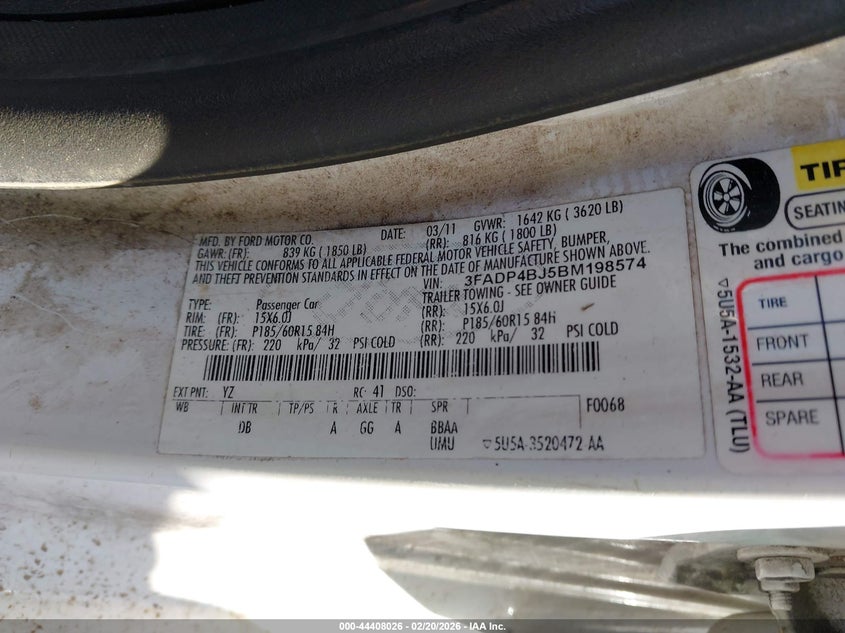 MFD. BY FORD MOTOR CO. DATE: 03/11 GVWR: 1642 KG ( 3620 LB)
GAWR: (FR): 839 KG ( 1850 LB) (RR): 816 KG ( 1800 LB)
THIS VEHICLE CONFORMS TO ALL APPLICABLE FEDERAL MOTOR VEHICLE SAFETY, BUMPER,
AND THEFT PREVENTION STANDARDS IN EFFECT ON THE DATE OF MANUFACTURE SHOWN ABOVE.
VIN: 3FADP4BJ5BM198574
TYPE: Passenger Car TRAILER TOWING - SEE OWNER GUIDE
RIM: (FR): 15X6.0J (RR): 15X6.0J
TIRE: (FR): P185/60R15 84H (RR): P185/60R15 84H
PRESSURE: (FR): 220 kPa/ 32 PSI COLD (RR): 220 kPa/ 32 PSI COLD
EXT PNT: YZ RC: 41 DSO:
WB INT TR TP/PS R AXLE TR SPR F0068
DB A GG A BBAA
UMU ▽5U5A-3520472-AA
TIR
SEATIN
The combined
and cargo
TIRE
FRONT
REAR
SPARE
▽5U5A-1532-AA (TLU)
000-44408026 - 02/20/2026 - IAA Inc.